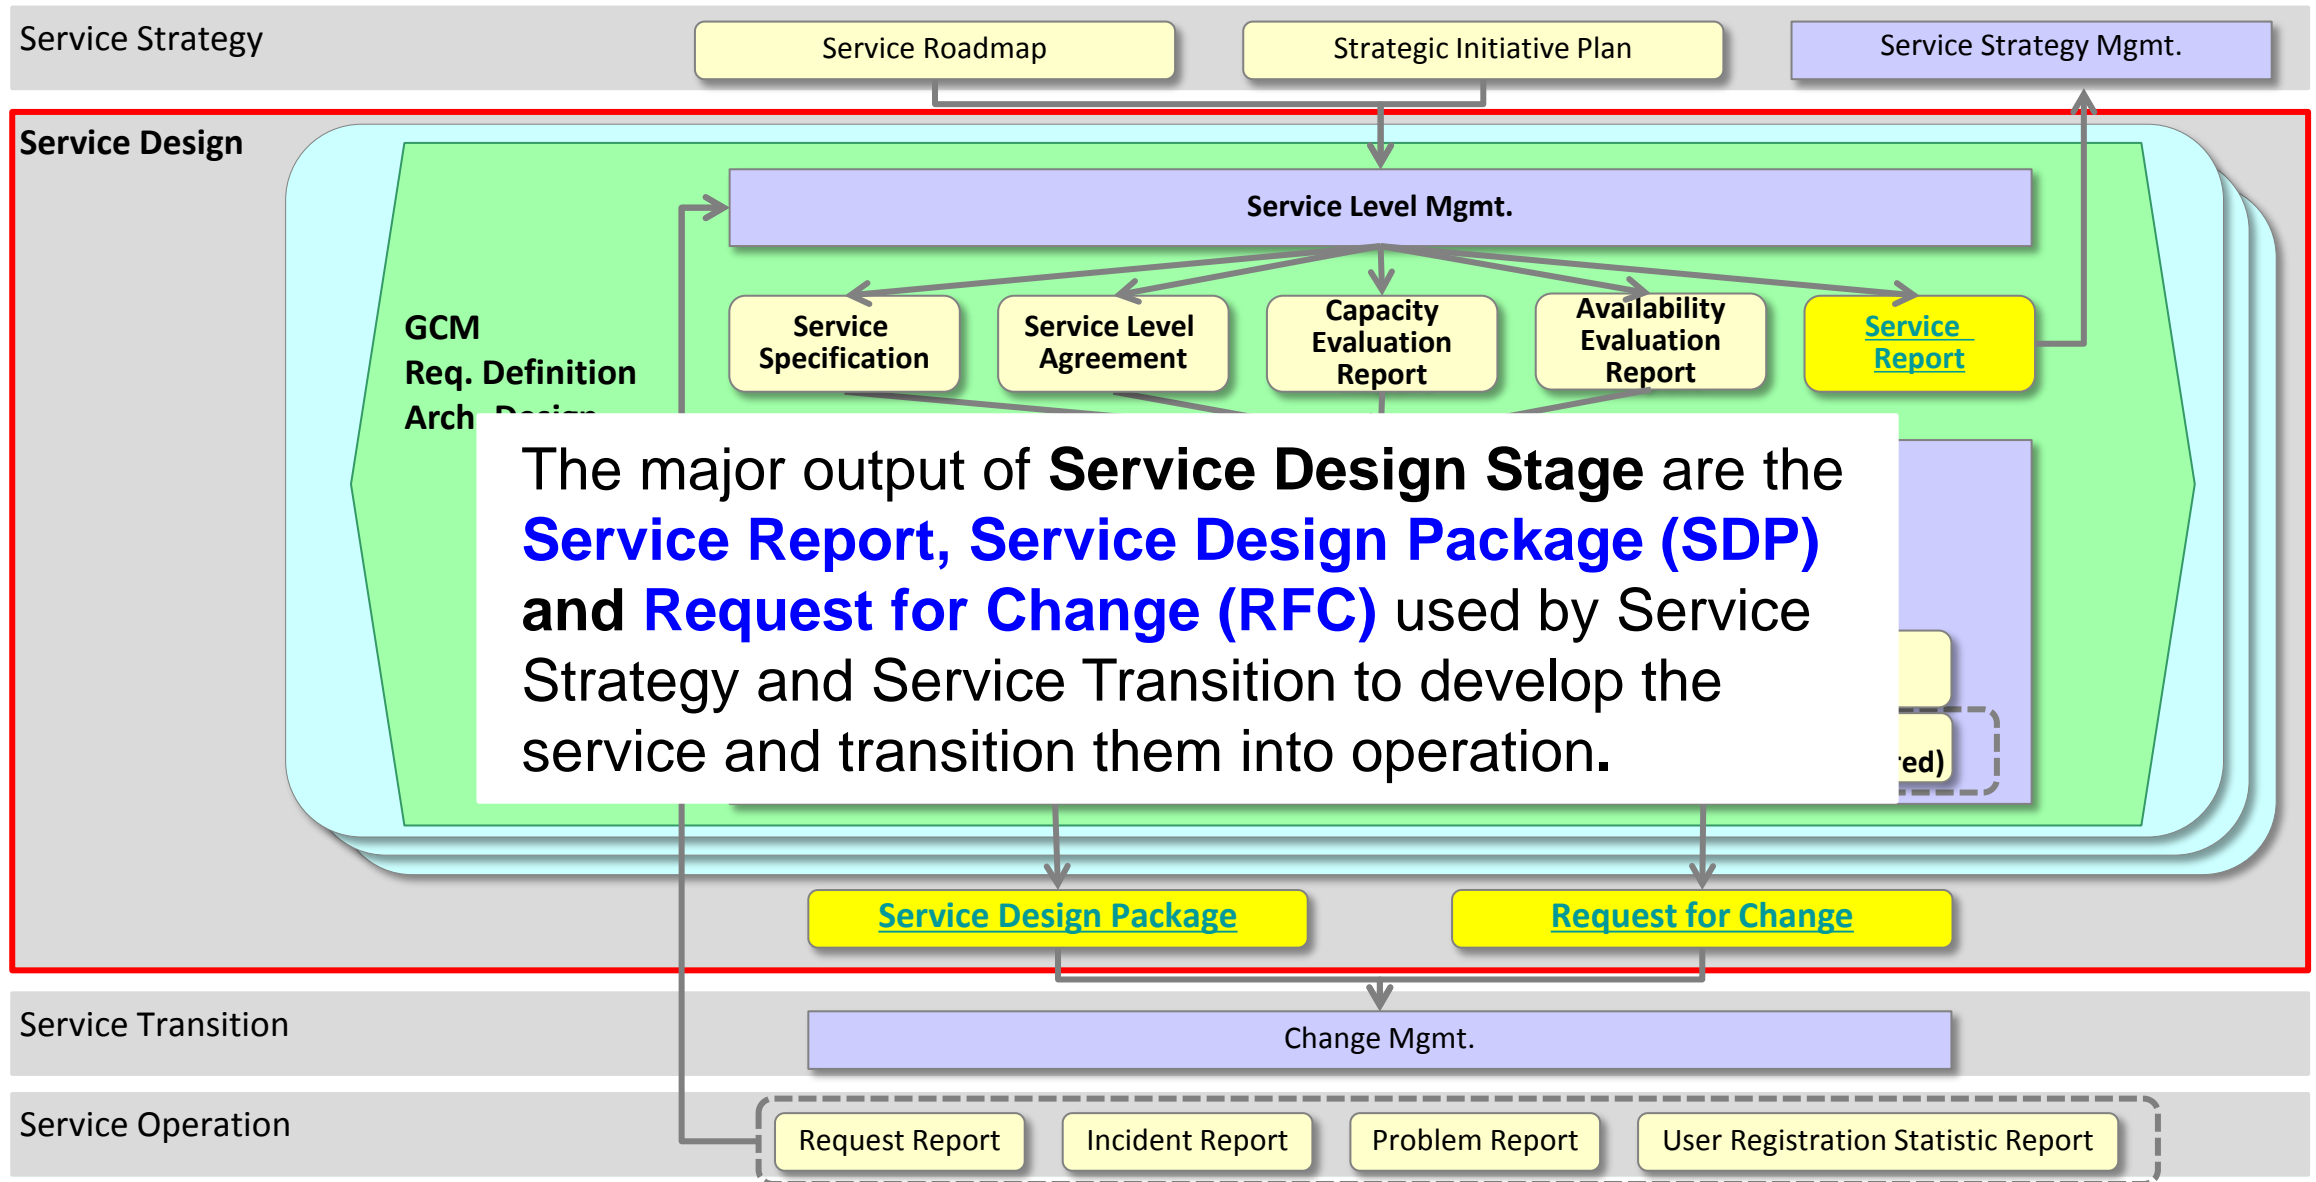 Service Strategy
Service Roadmap
Strategic Initiative Plan
Service Strategy Mgmt.
Service Design
Service Level Mgmt.
GCM
Req. Definition
Arch. Design
Service
Specification
Service Level
Agreement
Capacity
Evaluation
Report
Availability
Evaluation
Report
Service
Report
The major output of Service Design Stage are the
Service Report, Service Design Package (SDP)
and Request for Change (RFC) used by Service
Strategy and Service Transition to develop the
service and transition them into operation.
Service Design Package
Request for Change
Service Transition
Change Mgmt.
Service Operation
Request Report
Incident Report
Problem Report
User Registration Statistic Report